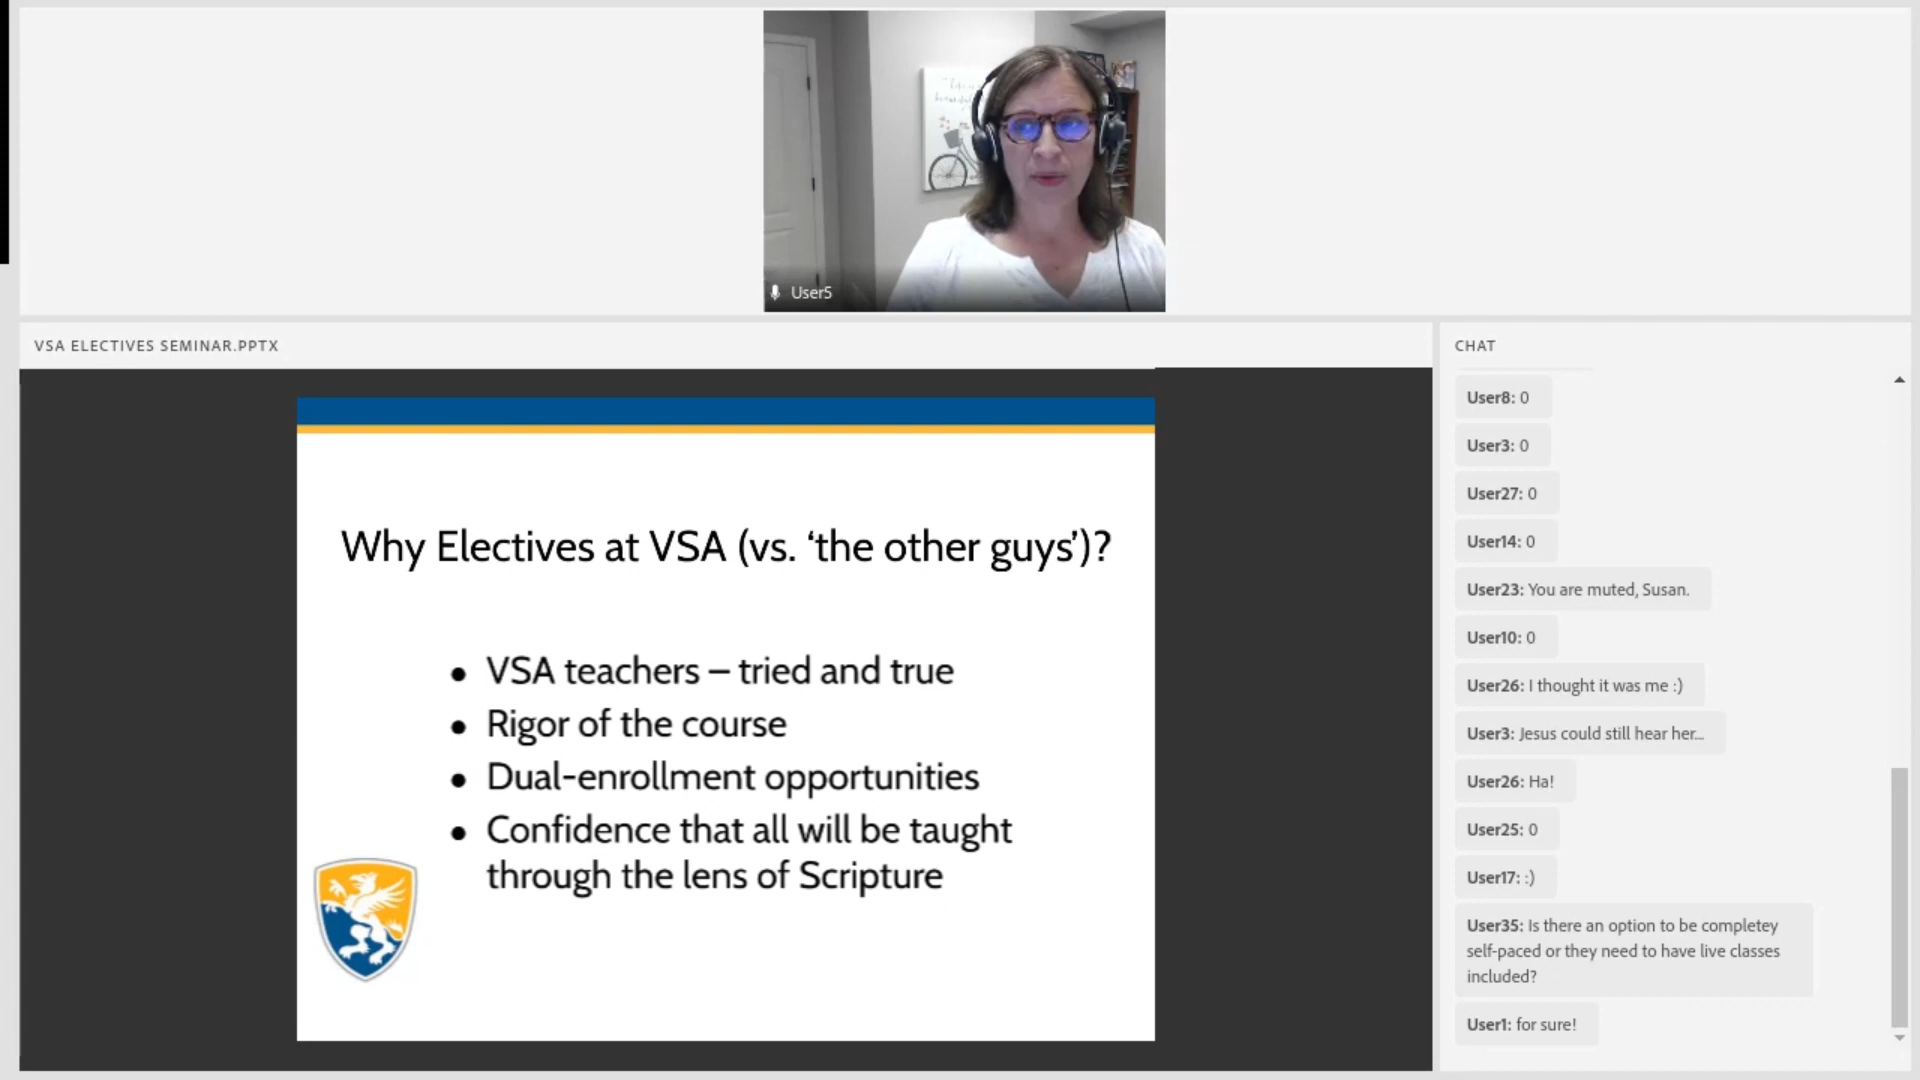 User5
VSA ELECTIVES SEMINAR.PPTX
Why Electives at VSA (vs. ‘the other guys’)?
● VSA teachers – tried and true
● Rigor of the course
● Dual-enrollment opportunities
● Confidence that all will be taught
through the lens of Scripture
CHAT
User8: 0
User3: 0
User27: 0
User14: 0
User23: You are muted, Susan.
User10: 0
User26: I thought it was me :)
User3: Jesus could still hear her...
User26: Ha!
User25: 0
User17: :)
User35: Is there an option to be completey
self-paced or they need to have live classes
included?
User1: for sure!